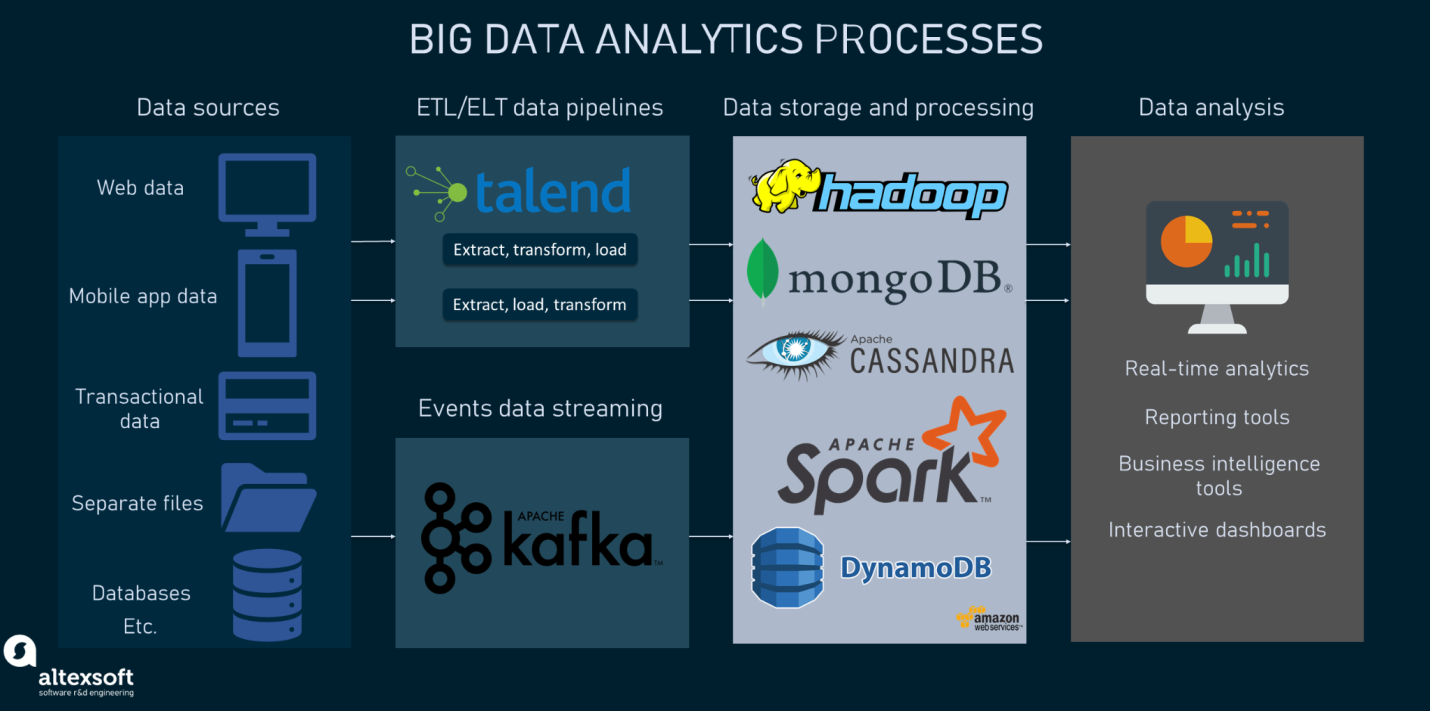 BIG DATA ANALYTICS PROCESSES
Data sources
Web data
Mobile app data
Transactional
data
Separate files
Databases
Etc.
ETL/ELT data pipelines
talend
Extract, transform, load
Extract, load, transform
Events data streaming
APACHE
kafka™
Data storage and processing
hadoop
mongoDB®
Apache
CASSANDRA
APACHE
Spark™
DynamoDB
amazon
web services™
Data analysis
Real-time analytics
Reporting tools
Business intelligence
tools
Interactive dashboards
altexsoft
software r&d engineering